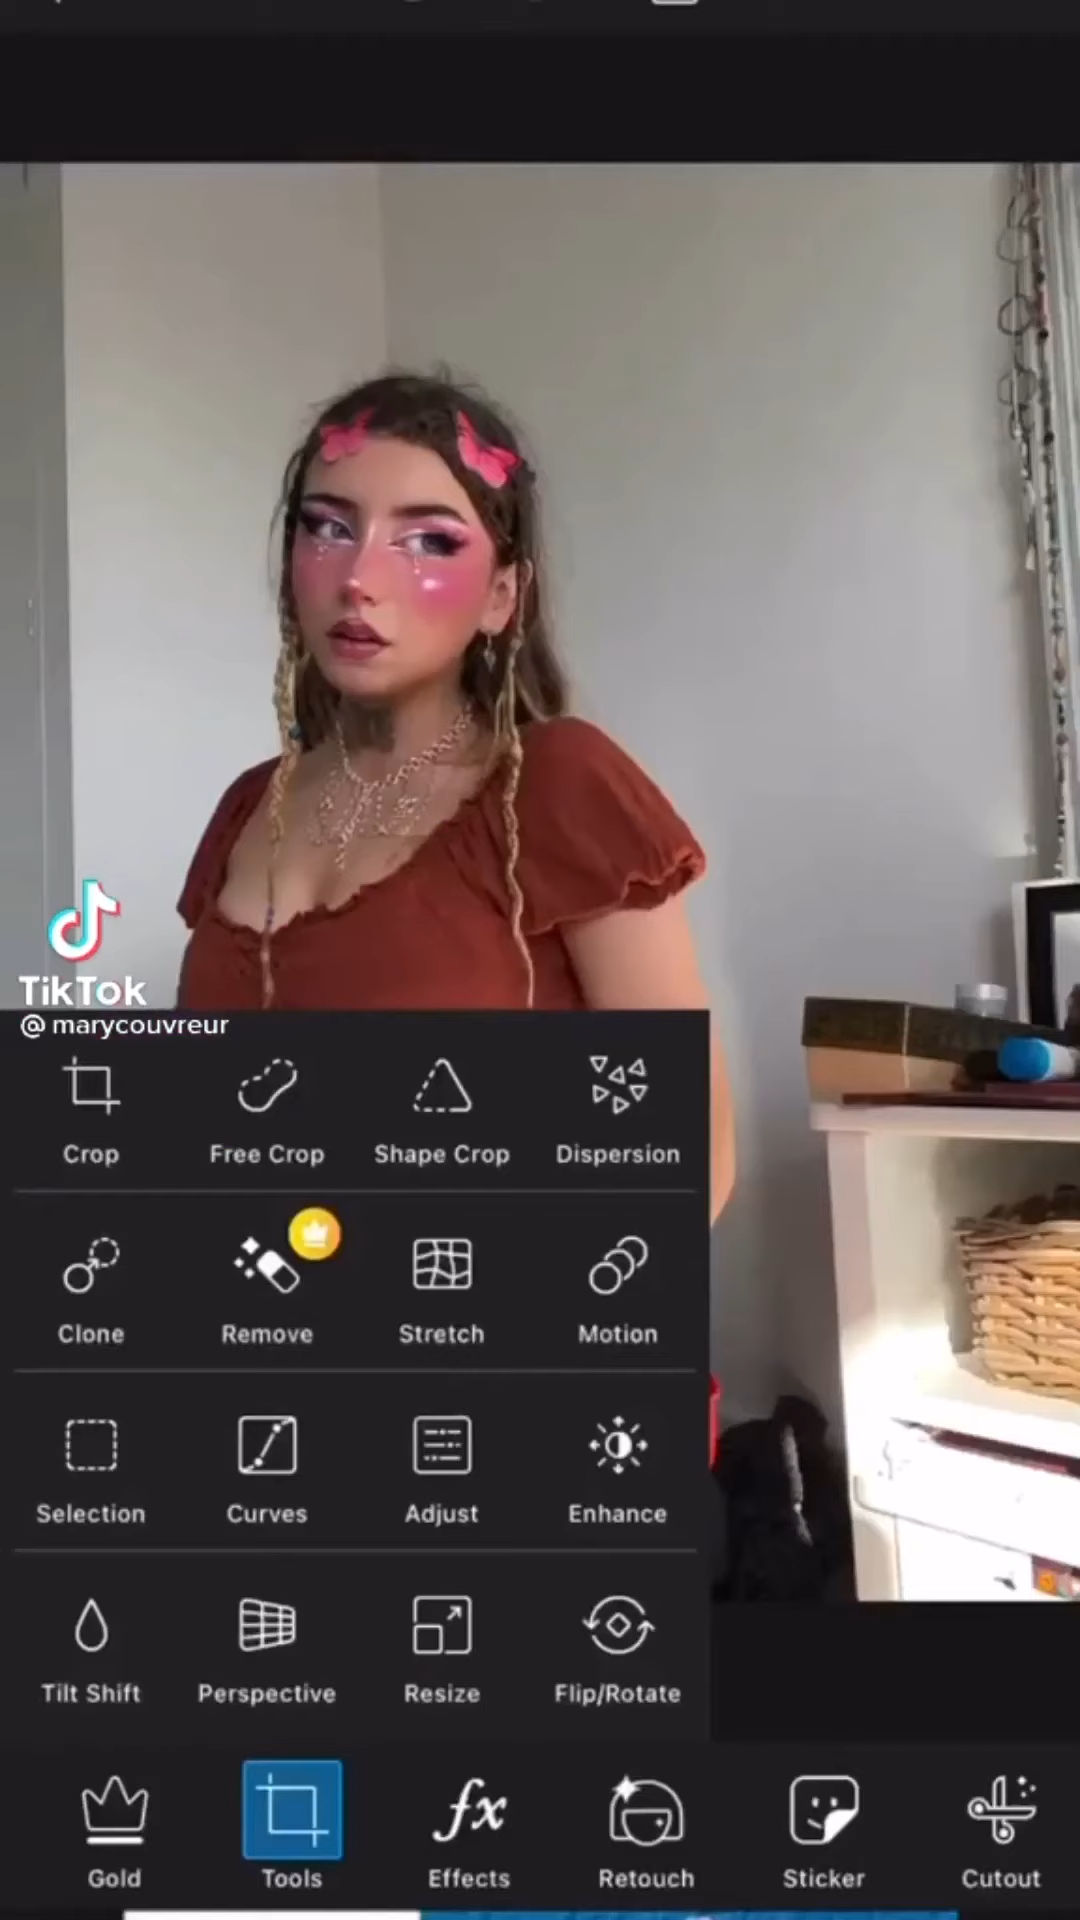 TikTok
@ marycouvreur
Crop Free Crop Shape Crop Dispersion
Clone Remove Stretch Motion
Selection Curves Adjust Enhance
Tilt Shift Perspective Resize Flip/Rotate
fx
Gold Tools Effects Retouch Sticker Cutout